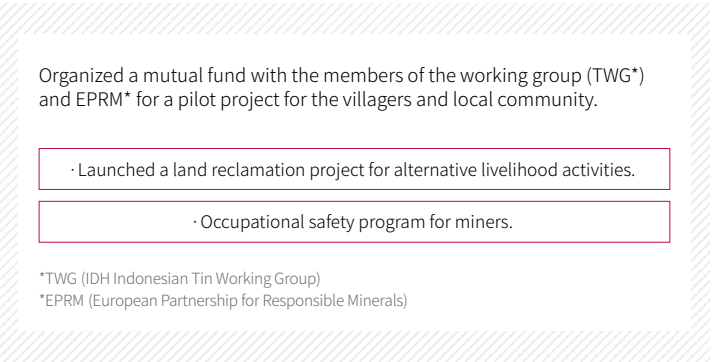 Organized a mutual fund with the members of the working group (TWG*)
and EPRM* for a pilot project for the villagers and local community.
· Launched a land reclamation project for alternative livelihood activities.
· Occupational safety program for miners.
*TWG (IDH Indonesian Tin Working Group)
*EPRM (European Partnership for Responsible Minerals)